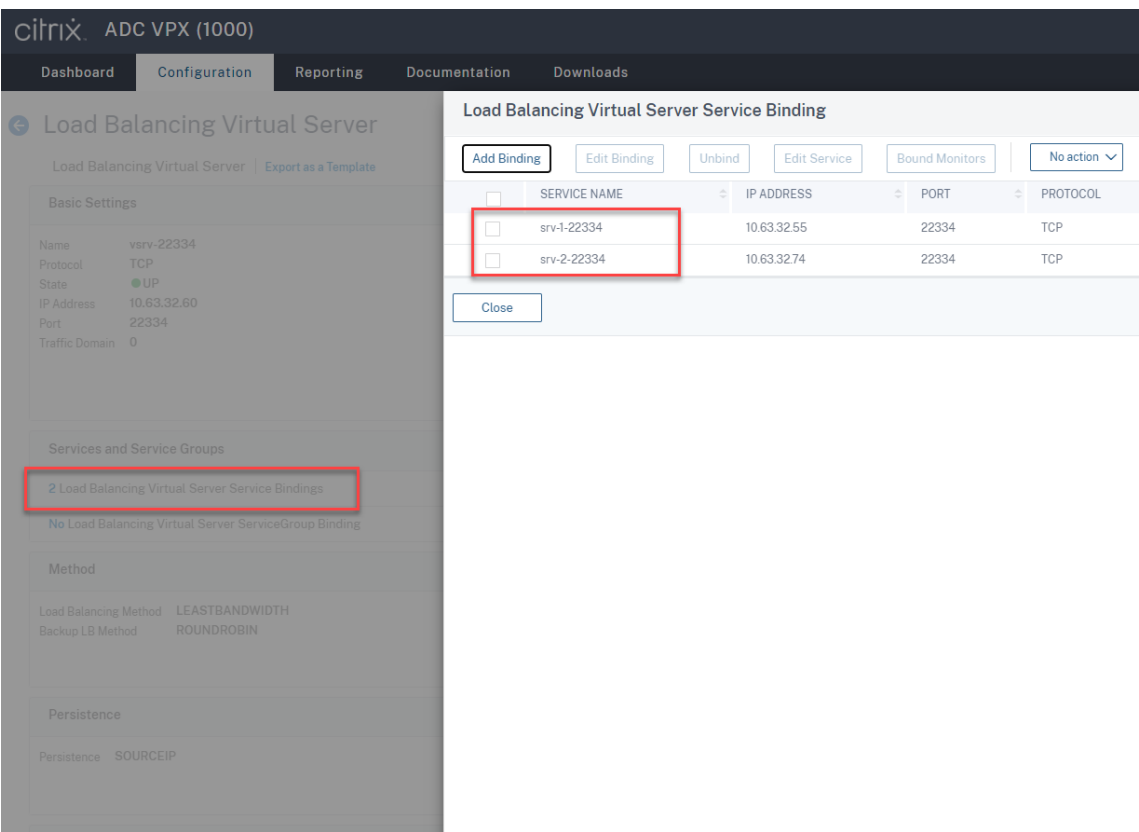 citrix. ADC VPX (1000)
Dashboard Configuration Reporting Documentation Downloads
Load Balancing Virtual Server
Load Balancing Virtual Server Export as a Template
Basic Settings
Name vsrv-22334
Protocol TCP
State UP
IP Address 10.63.32.60
Port 22334
Traffic Domain 0
Services and Service Groups
2 Load Balancing Virtual Server Service Bindings
No Load Balancing Virtual Server ServiceGroup Binding
Method
Load Balancing Method LEASTBANDWIDTH
Backup LB Method ROUNDROBIN
Persistence
Persistence SOURCEIP
Load Balancing Virtual Server Service Binding
Add Binding Edit Binding Unbind Edit Service Bound Monitors No action
SERVICE NAME IP ADDRESS PORT PROTOCOL
srv-1-22334 10.63.32.55 22334 TCP
srv-2-22334 10.63.32.74 22334 TCP
Close